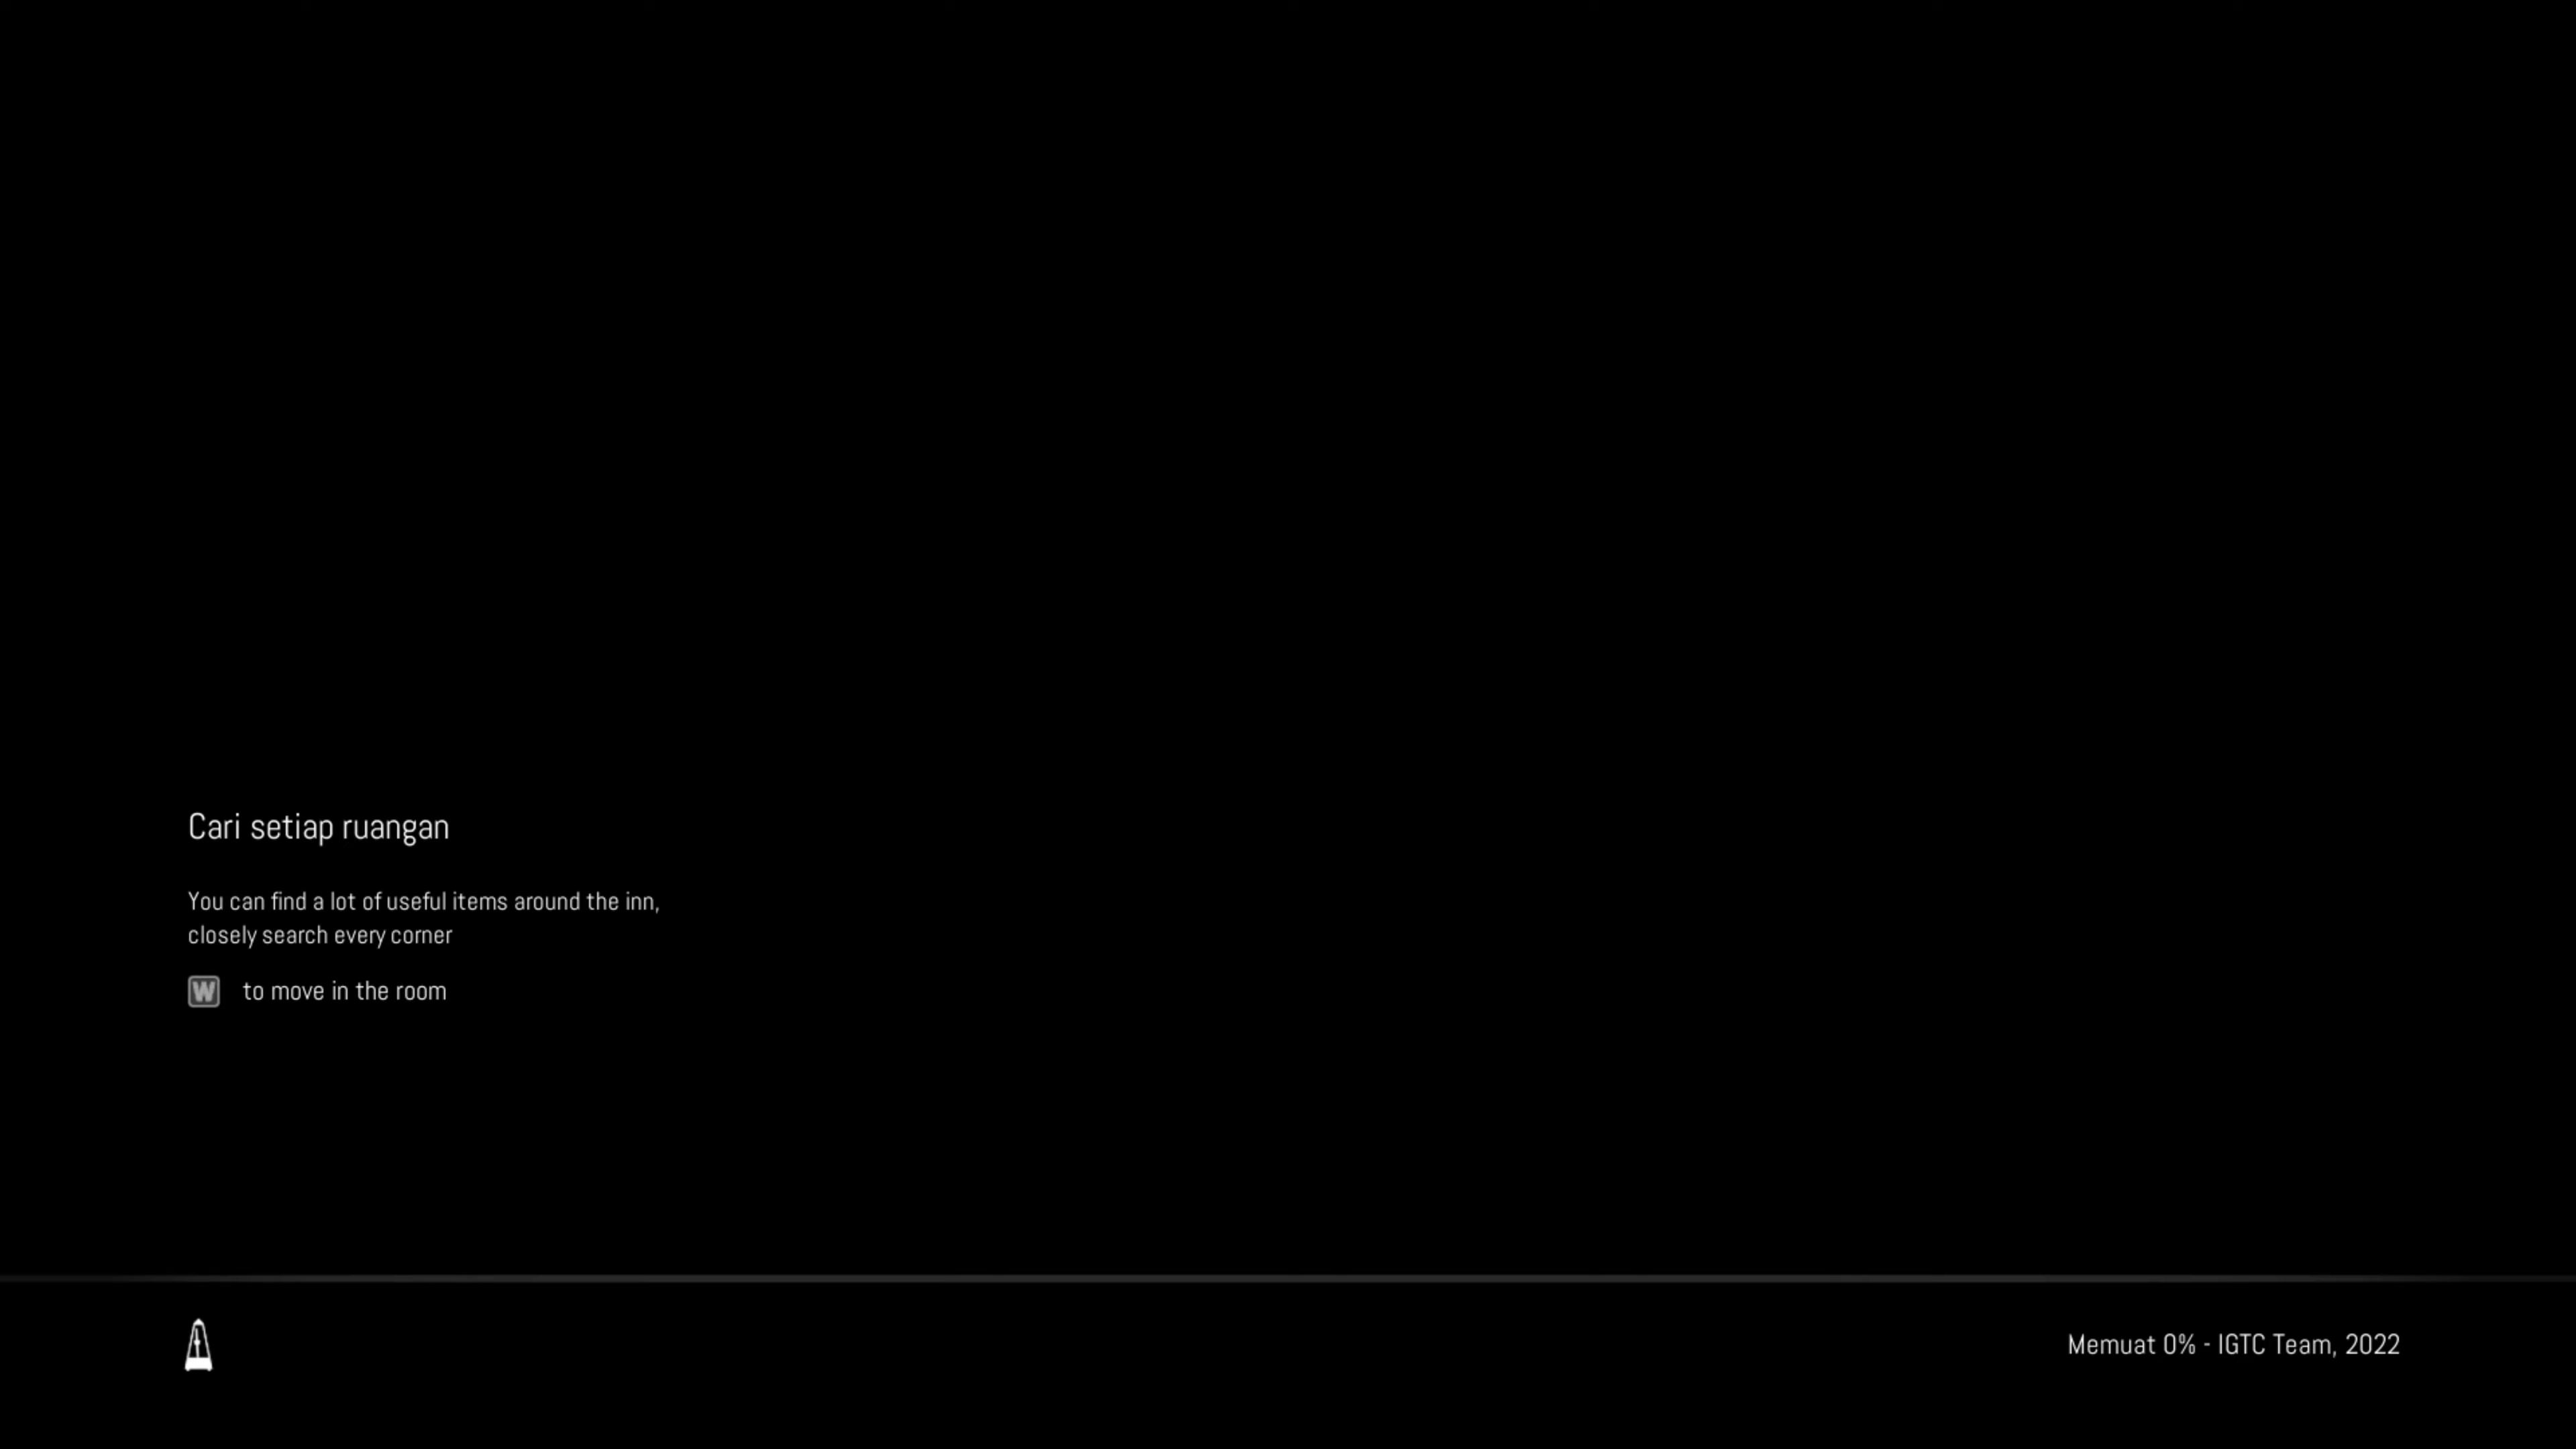 Cari setiap ruangan
You can find a lot of useful items around the inn,
closely search every corner
W to move in the room
Memuat 0% - IGTC Team, 2022